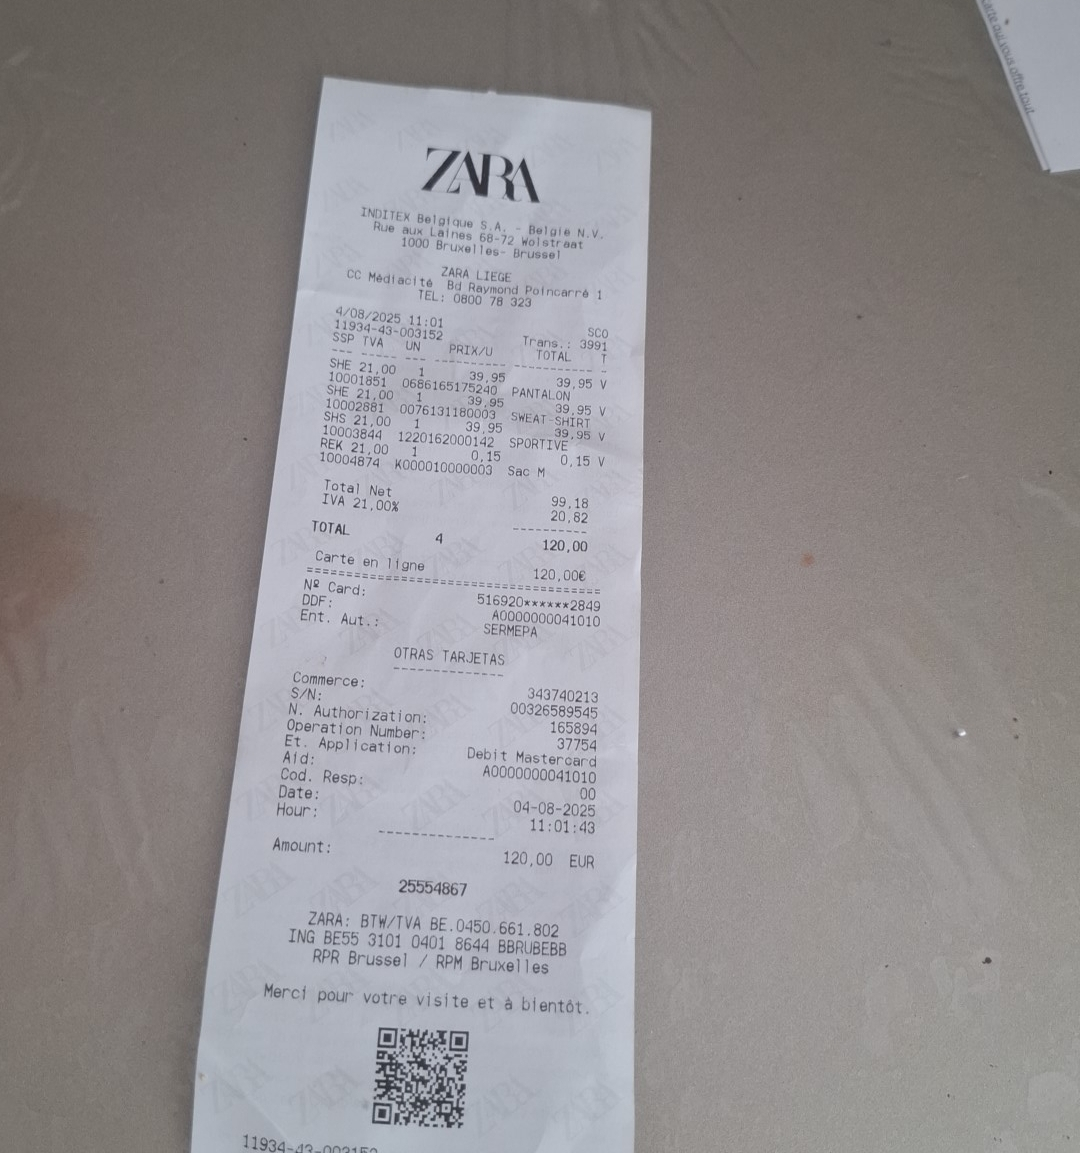 carte qui vous offre tout
ZARA
INDITEX Belgique S.A. - Belgie N.V.
Rue aux Laines 68-72 Wolstraat
1000 Bruxelles- Brussel
ZARA LIEGE
CC Médiacité Bd Raymond Poincarré 1
TEL: 0800 78 323
4/08/2025 11:01 SCO
11934-43-003152 Trans.: 3991
SSP TVA UN PRIX/U TOTAL T
--- ----- --- ---------- ---------- -
SHE 21,00 1 39,95 39,95 V
10001851 0686165175240 PANTALON
SHE 21,00 1 39,95 39,95 V
10002881 0076131180003 SWEAT-SHIRT
SHS 21,00 1 39,95 39,95 V
10003844 1220162000142 SPORTIVE
REK 21,00 1 0,15 0,15 V
10004874 K000010000003 Sac M
Total Net 99,18
IVA 21,00% 20,82
----------
TOTAL 4 120,00
Carte en ligne 120,00€
========================================
Nº Card: 516920******2849
DDF: A0000000041010
Ent. Aut.: SERMEPA
OTRAS TARJETAS
--------------
Commerce: 343740213
S/N: 00326589545
N. Authorization: 165894
Operation Number: 37754
Et. Application: Debit Mastercard
Aid: A0000000041010
Cod. Resp: 00
Date: 04-08-2025
Hour: 11:01:43
--------------
Amount: 120,00 EUR
25554867
ZARA: BTW/TVA BE.0450.661.802
ING BE55 3101 0401 8644 BBRUBEBB
RPR Brussel / RPM Bruxelles
Merci pour votre visite et à bientôt.
11934-43-003152